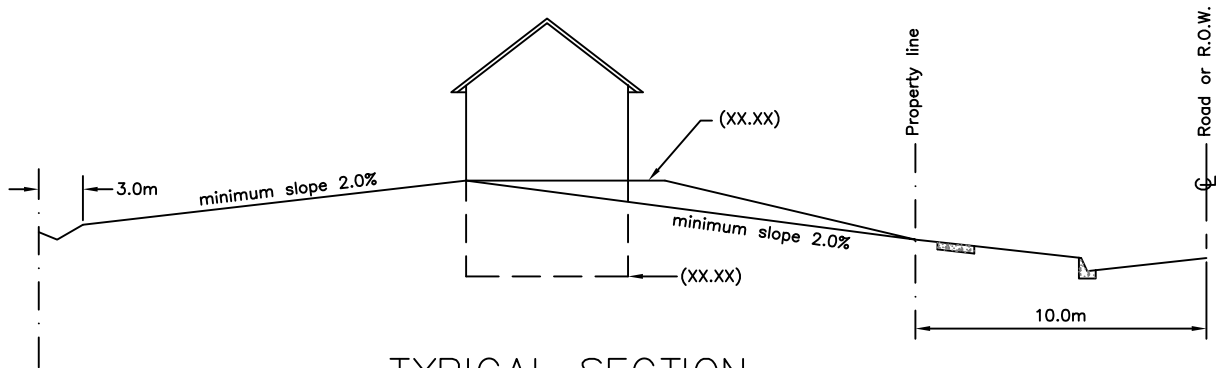 Property line
Road or R.O.W.
(XX.XX)
3.0m
minimum slope 2.0%
minimum slope 2.0%
(XX.XX)
10.0m
TYPICAL SECTION